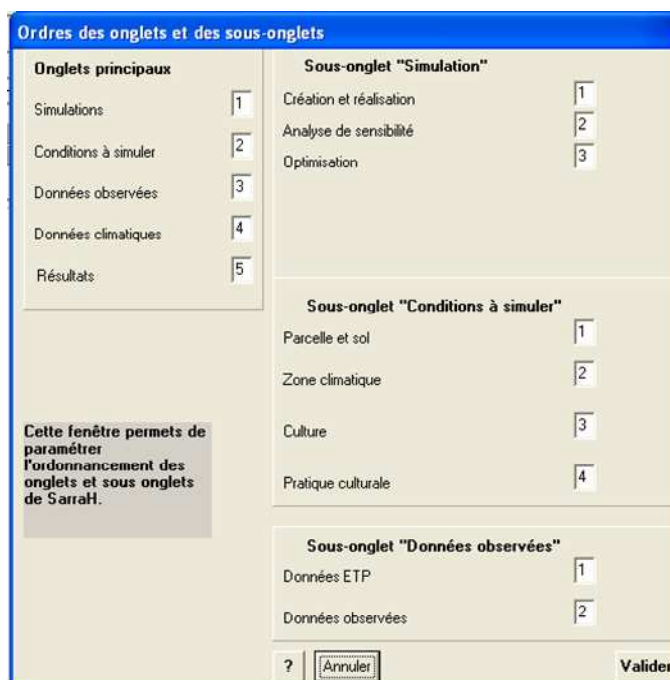 Ordres des onglets et des sous-onglets
Onglets principaux
Simulations 1
Conditions à simuler 2
Données observées 3
Données climatiques 4
Résultats 5
Cette fenêtre permets de
paramétrer
l'ordonnancement des
onglets et sous onglets
de SarraH.
Sous-onglet "Simulation"
Création et réalisation 1
Analyse de sensibilité 2
Optimisation 3
Sous-onglet "Conditions à simuler"
Parcelle et sol 1
Zone climatique 2
Culture 3
Pratique culturale 4
Sous-onglet "Données observées"
Données ETP 1
Données observées 2
? Annuler Valider